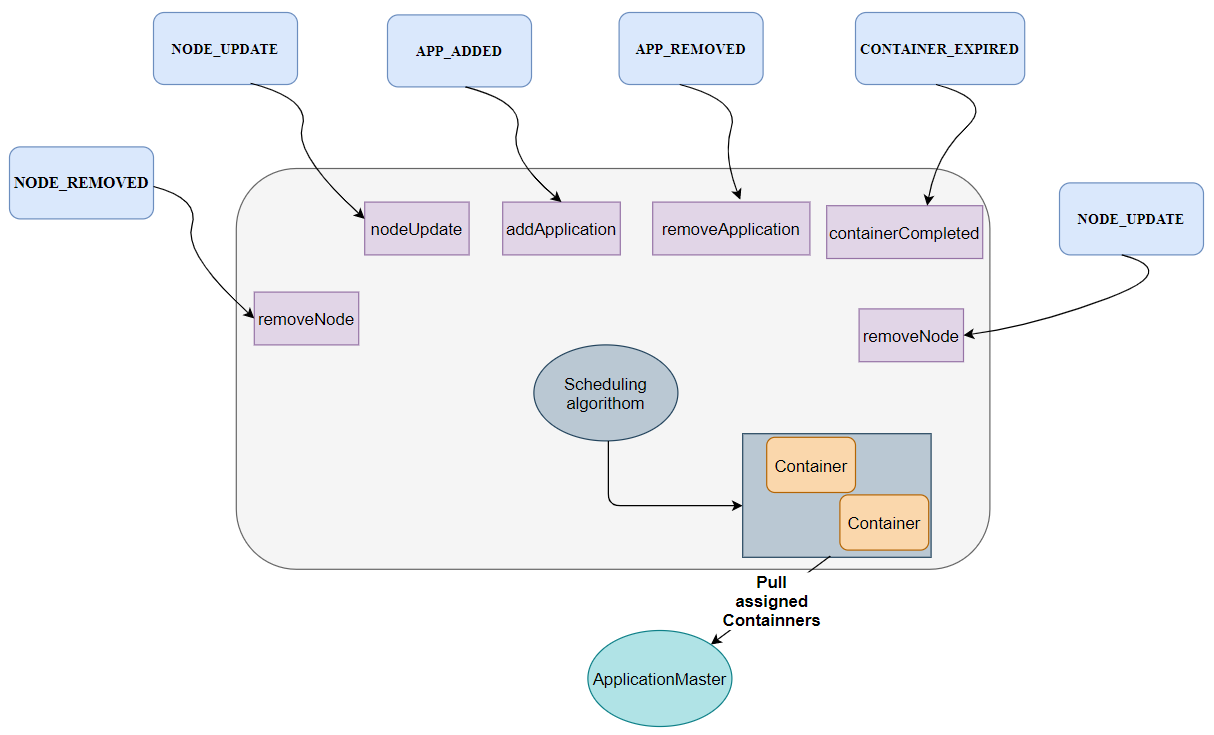 NODE_UPDATE
APP_ADDED
APP_REMOVED
CONTAINER_EXPIRED
NODE_REMOVED
NODE_UPDATE
nodeUpdate
addApplication
removeApplication
containerCompleted
removeNode
removeNode
Scheduling
algorithom
Container
Container
Pull
assigned
Containners
ApplicationMaster